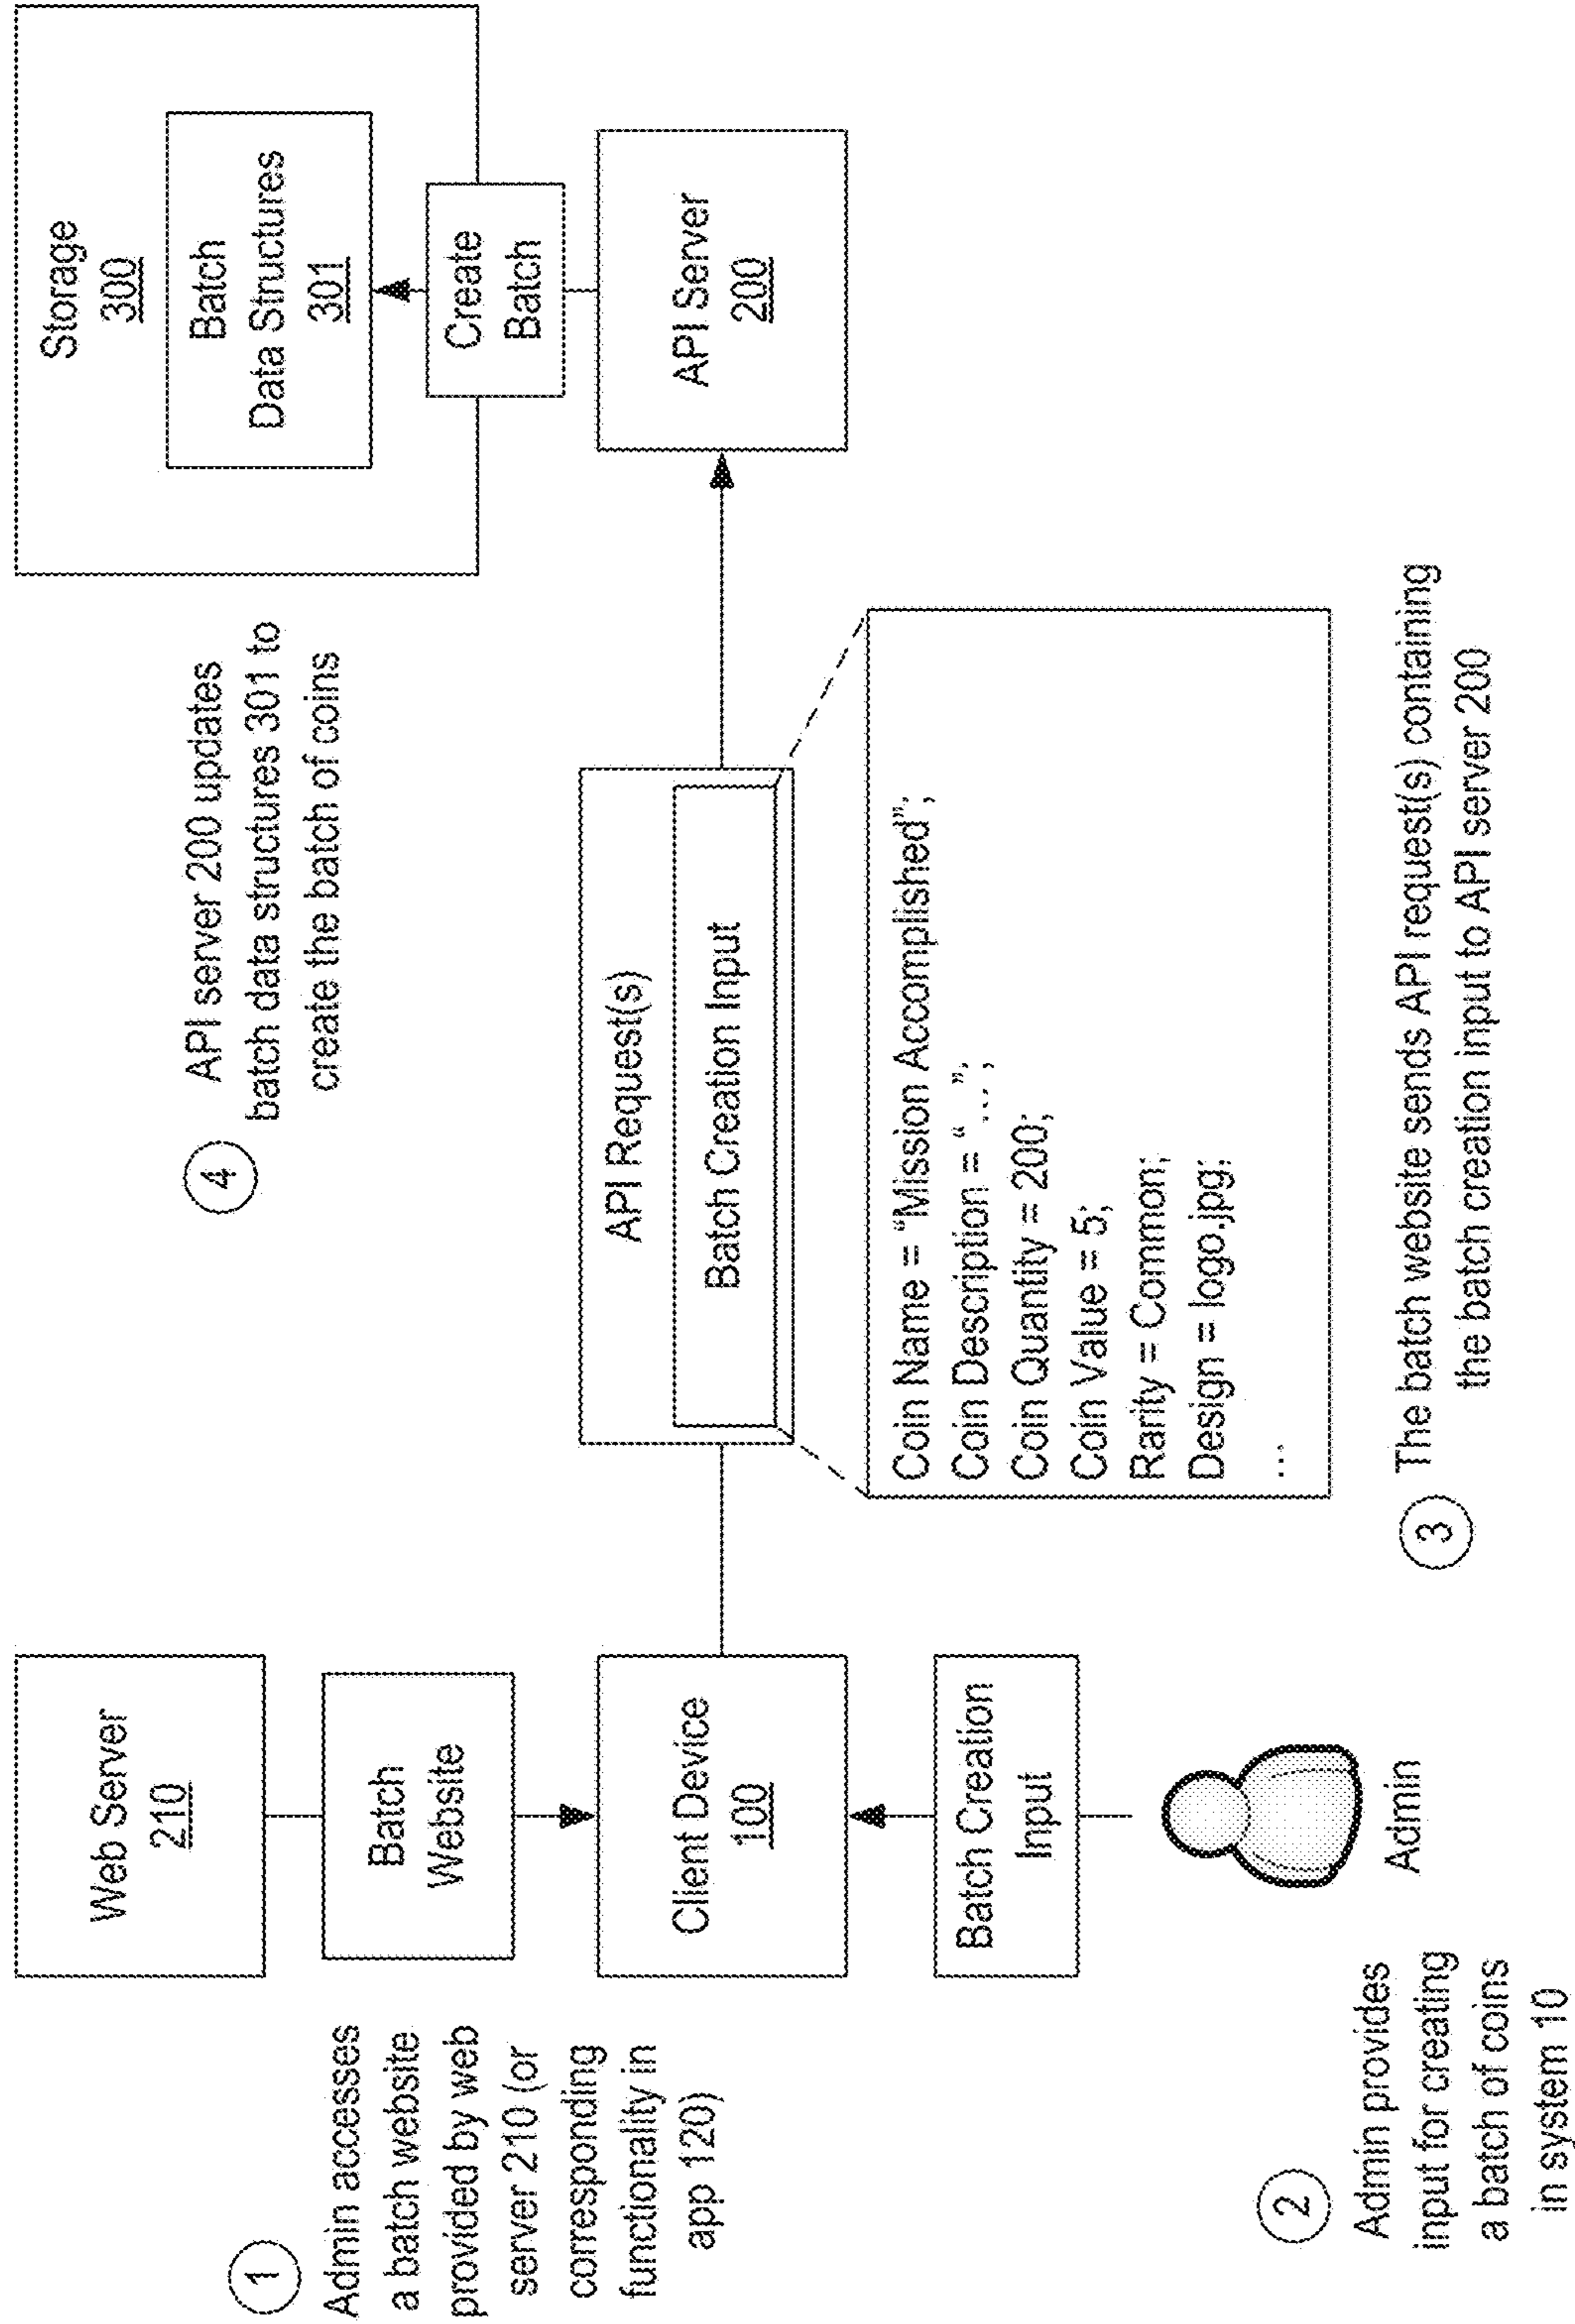 1
Admin accesses
a batch website
provided by web
server 210 (or
corresponding
functionality in
app 120)
Web Server
210
Batch
Website
Client Device
100
Batch Creation
Input
Admin
2
Admin provides
input for creating
a batch of coins
in system 10
API Request(s)
Batch Creation Input
Coin Name = “Mission Accomplished”;
Coin Description = “…”;
Coin Quantity = 200;
Coin Value = 5;
Rarity = Common;
Design = logo.jpg;
…
3
The batch website sends API request(s) containing
the batch creation input to API server 200
4
API server 200 updates
batch data structures 301 to
create the batch of coins
Storage
300
Batch
Data Structures
301
Create
Batch
API Server
200